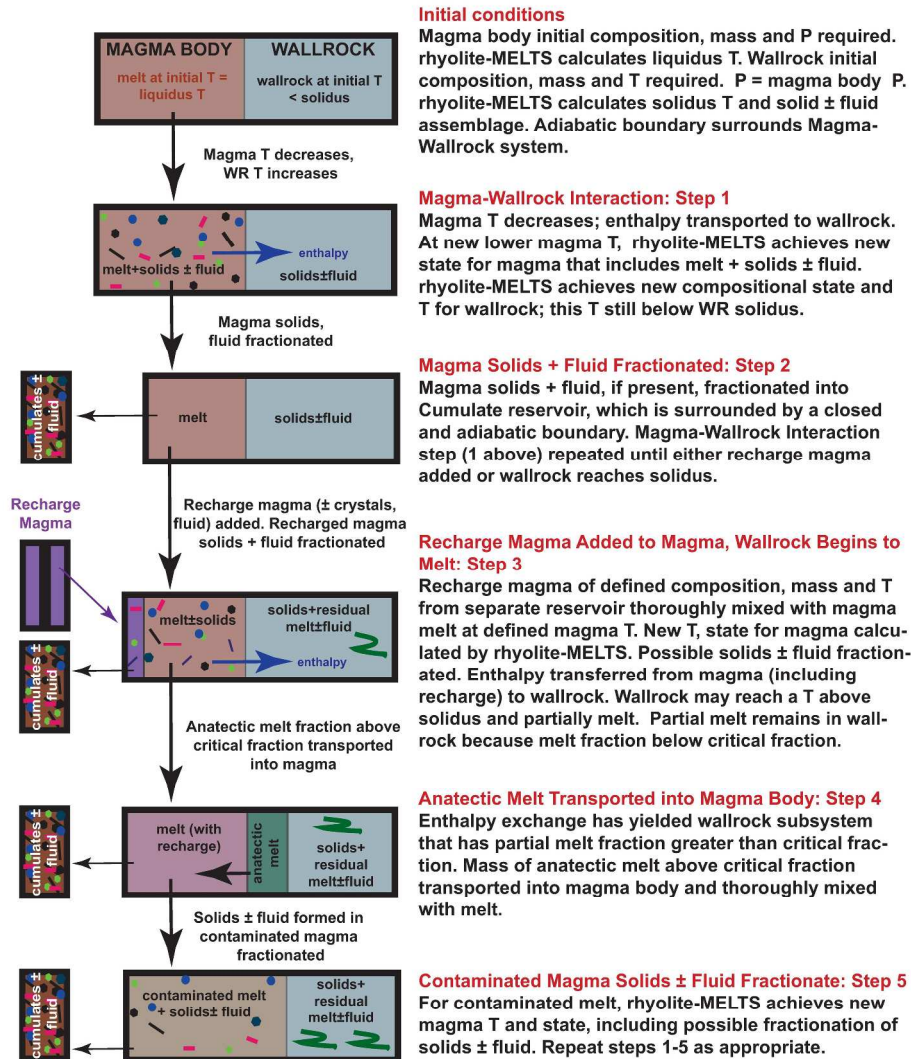 Initial conditions
Magma body initial composition, mass and P required.
rhyolite-MELTS calculates liquidus T. Wallrock initial
composition, mass and T required. P = magma body P.
rhyolite-MELTS calculates solidus T and solid ± fluid
assemblage. Adiabatic boundary surrounds Magma-
Wallrock system.
MAGMA BODY
melt at initial T =
liquidus T
WALLROCK
wallrock at initial T
< solidus
Magma T decreases,
WR T increases
Magma-Wallrock Interaction: Step 1
Magma T decreases; enthalpy transported to wallrock.
At new lower magma T, rhyolite-MELTS achieves new
state for magma that includes melt + solids ± fluid.
rhyolite-MELTS achieves new compositional state and
T for wallrock; this T still below WR solidus.
melt+solids ± fluid
enthalpy
solids±fluid
Magma solids,
fluid fractionated
Magma Solids + Fluid Fractionated: Step 2
Magma solids + fluid, if present, fractionated into
Cumulate reservoir, which is surrounded by a closed
and adiabatic boundary. Magma-Wallrock Interaction
step (1 above) repeated until either recharge magma
added or wallrock reaches solidus.
cumulates ±
fluid
melt
solids±fluid
Recharge magma (± crystals,
fluid) added. Recharged magma
solids + fluid fractionated
Recharge
Magma
Recharge Magma Added to Magma, Wallrock Begins to
Melt: Step 3
Recharge magma of defined composition, mass and T
from separate reservoir thoroughly mixed with magma
melt at defined magma T. New T, state for magma calcu-
lated by rhyolite-MELTS. Possible solids ± fluid fraction-
ated. Enthalpy transferred from magma (including
recharge) to wallrock. Wallrock may reach a T above
solidus and partially melt. Partial melt remains in wall-
rock because melt fraction below critical fraction.
melt±solids
enthalpy
solids+residual
melt±fluid
cumulates ±
fluid
Anatectic melt fraction above
critical fraction transported
into magma
Anatectic Melt Transported into Magma Body: Step 4
Enthalpy exchange has yielded wallrock subsystem
that has partial melt fraction greater than critical frac-
tion. Mass of anatectic melt above critical fraction
transported into magma body and thoroughly mixed
with melt.
cumulates ±
fluid
melt (with
recharge)
anatectic
melt
solids+
residual
melt±fluid
Solids ± fluid formed in
contaminated magma
fractionated
Contaminated Magma Solids ± Fluid Fractionate: Step 5
For contaminated melt, rhyolite-MELTS achieves new
magma T and state, including possible fractionation of
solids ± fluid. Repeat steps 1-5 as appropriate.
cumulates ±
fluid
contaminated melt
+ solids± fluid
solids+
residual
melt±fluid